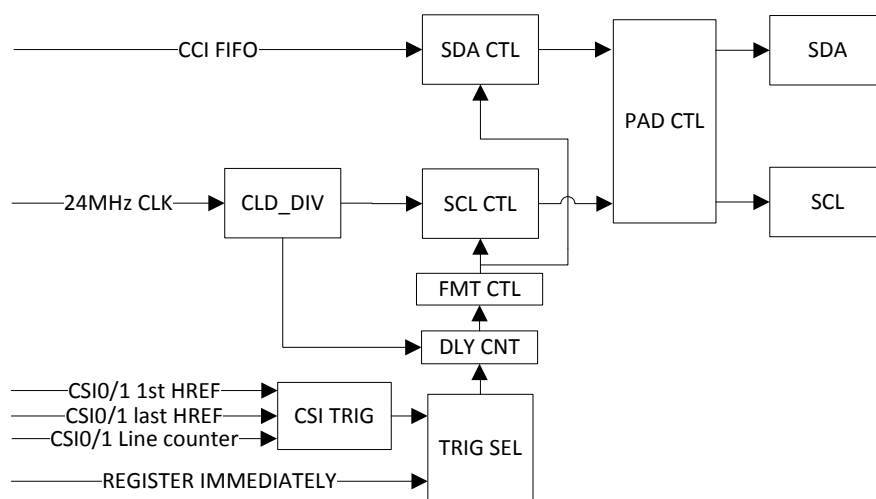 CCI FIFO
SDA CTL
SDA
PAD CTL
24MHz CLK
CLD_DIV
SCL CTL
SCL
FMT CTL
DLY CNT
CSI0/1 1st HREF
CSI0/1 last HREF
CSI0/1 Line counter
CSI TRIG
TRIG SEL
REGISTER IMMEDIATELY